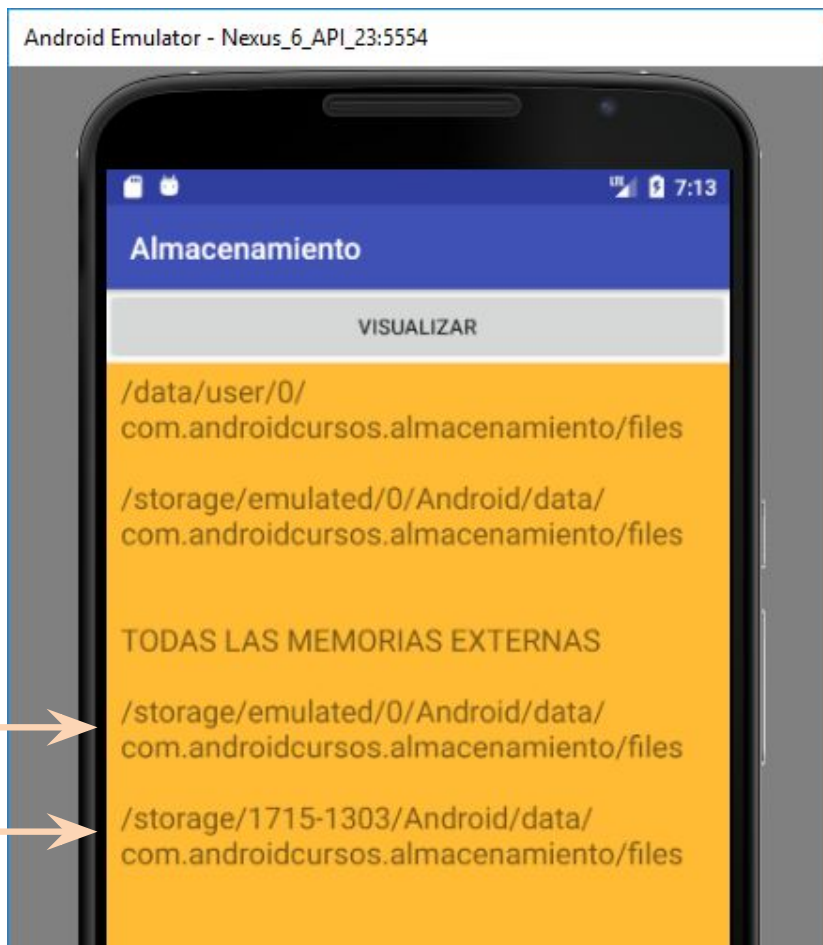 Android Emulator - Nexus_6_API_23:5554
LTE 7:13
Almacenamiento
VISUALIZAR
/data/user/0/
com.androidcursos.almacenamiento/files
/storage/emulated/0/Android/data/
com.androidcursos.almacenamiento/files
TODAS LAS MEMORIAS EXTERNAS
/storage/emulated/0/Android/data/
com.androidcursos.almacenamiento/files
/storage/1715-1303/Android/data/
com.androidcursos.almacenamiento/files